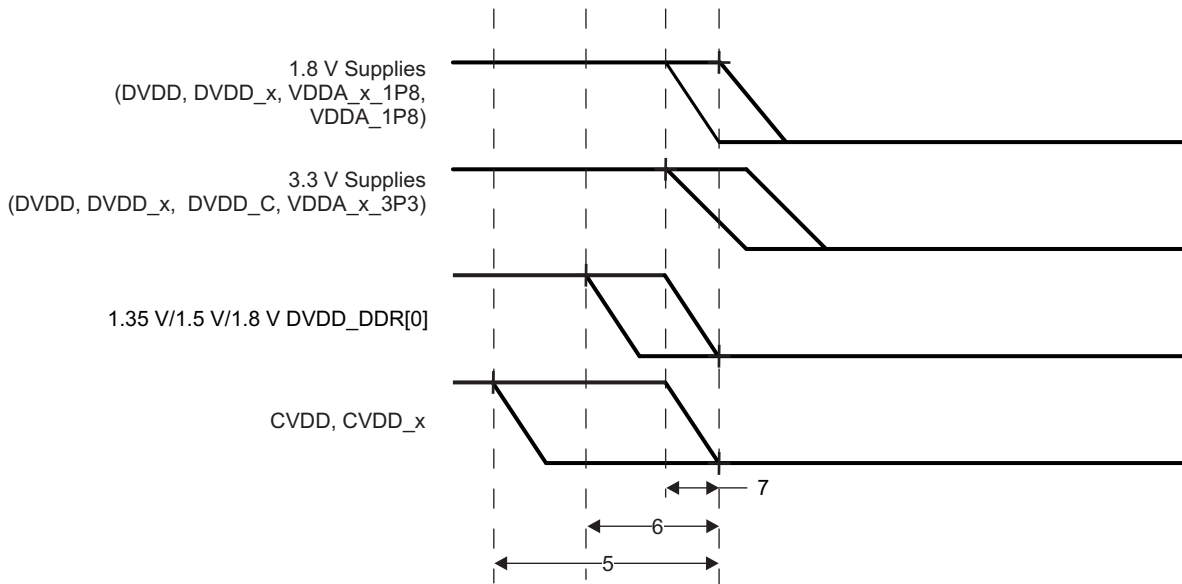 1.8 V Supplies
(DVDD, DVDD_x, VDDA_x_1P8,
VDDA_1P8)
3.3 V Supplies
(DVDD, DVDD_x, DVDD_C, VDDA_x_3P3)
1.35 V/1.5 V/1.8 V DVDD_DDR[0]
CVDD, CVDD_x
7
6
5